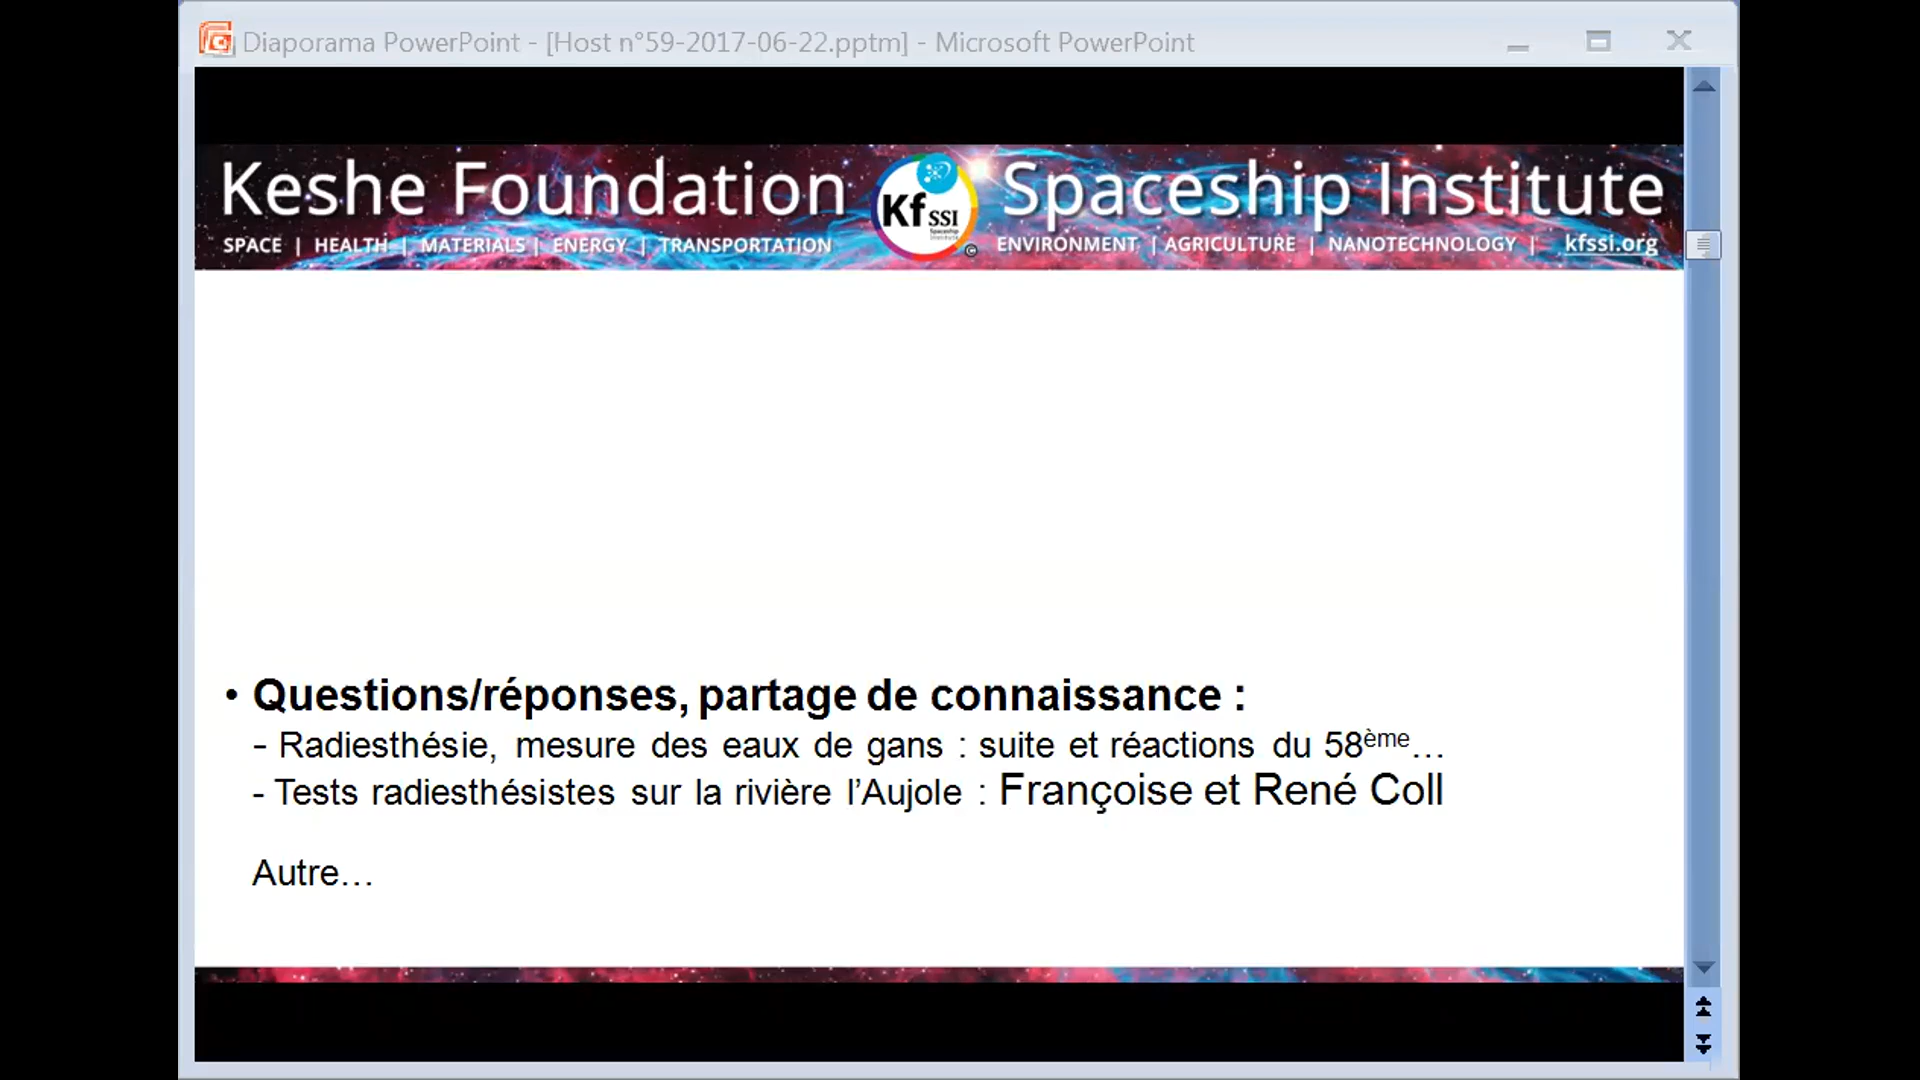 Diaporama PowerPoint - [Host n°59-2017-06-22.pptm] - Microsoft PowerPoint
Keshe Foundation Kf SSI Spaceship Institute © Spaceship Institute
SPACE | HEALTH | MATERIALS | ENERGY | TRANSPORTATION ENVIRONMENT | AGRICULTURE | NANOTECHNOLOGY | kfssi.org
• Questions/réponses, partage de connaissance :
- Radiesthésie, mesure des eaux de gans : suite et réactions du 58ème…
- Tests radiesthésistes sur la rivière l’Aujole : Françoise et René Coll
Autre…